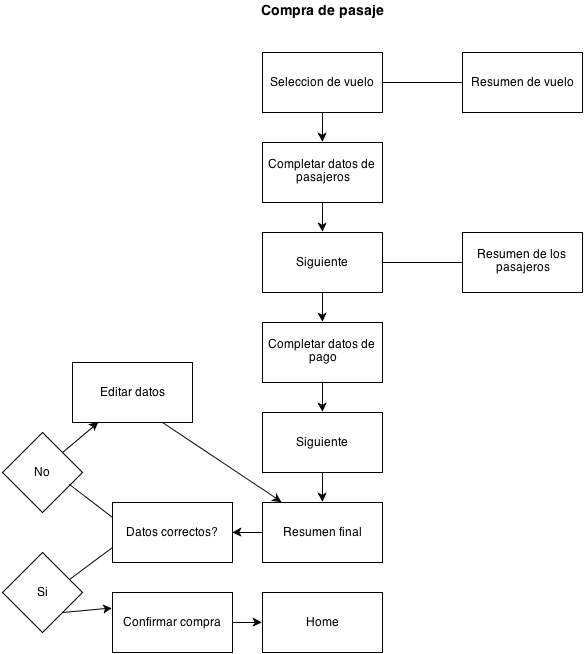 Compra de pasaje
Seleccion de vuelo
Resumen de vuelo
Completar datos de
pasajeros
Siguiente
Resumen de los
pasajeros
Completar datos de
pago
Editar datos
Siguiente
No
Datos correctos?
Resumen final
Si
Confirmar compra
Home